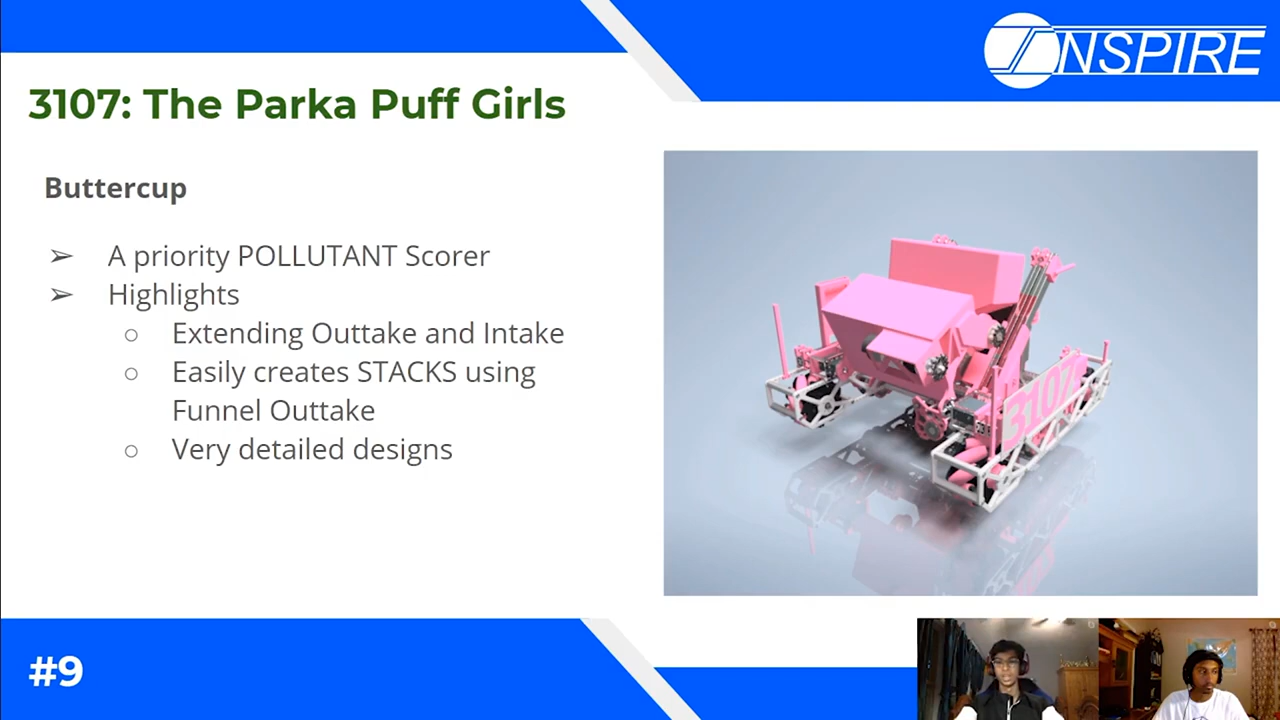 INSPIRE
3107: The Parka Puff Girls
Buttercup
➢ A priority POLLUTANT Scorer
➢ Highlights
○ Extending Outtake and Intake
○ Easily creates STACKS using
Funnel Outtake
○ Very detailed designs
3107
#9